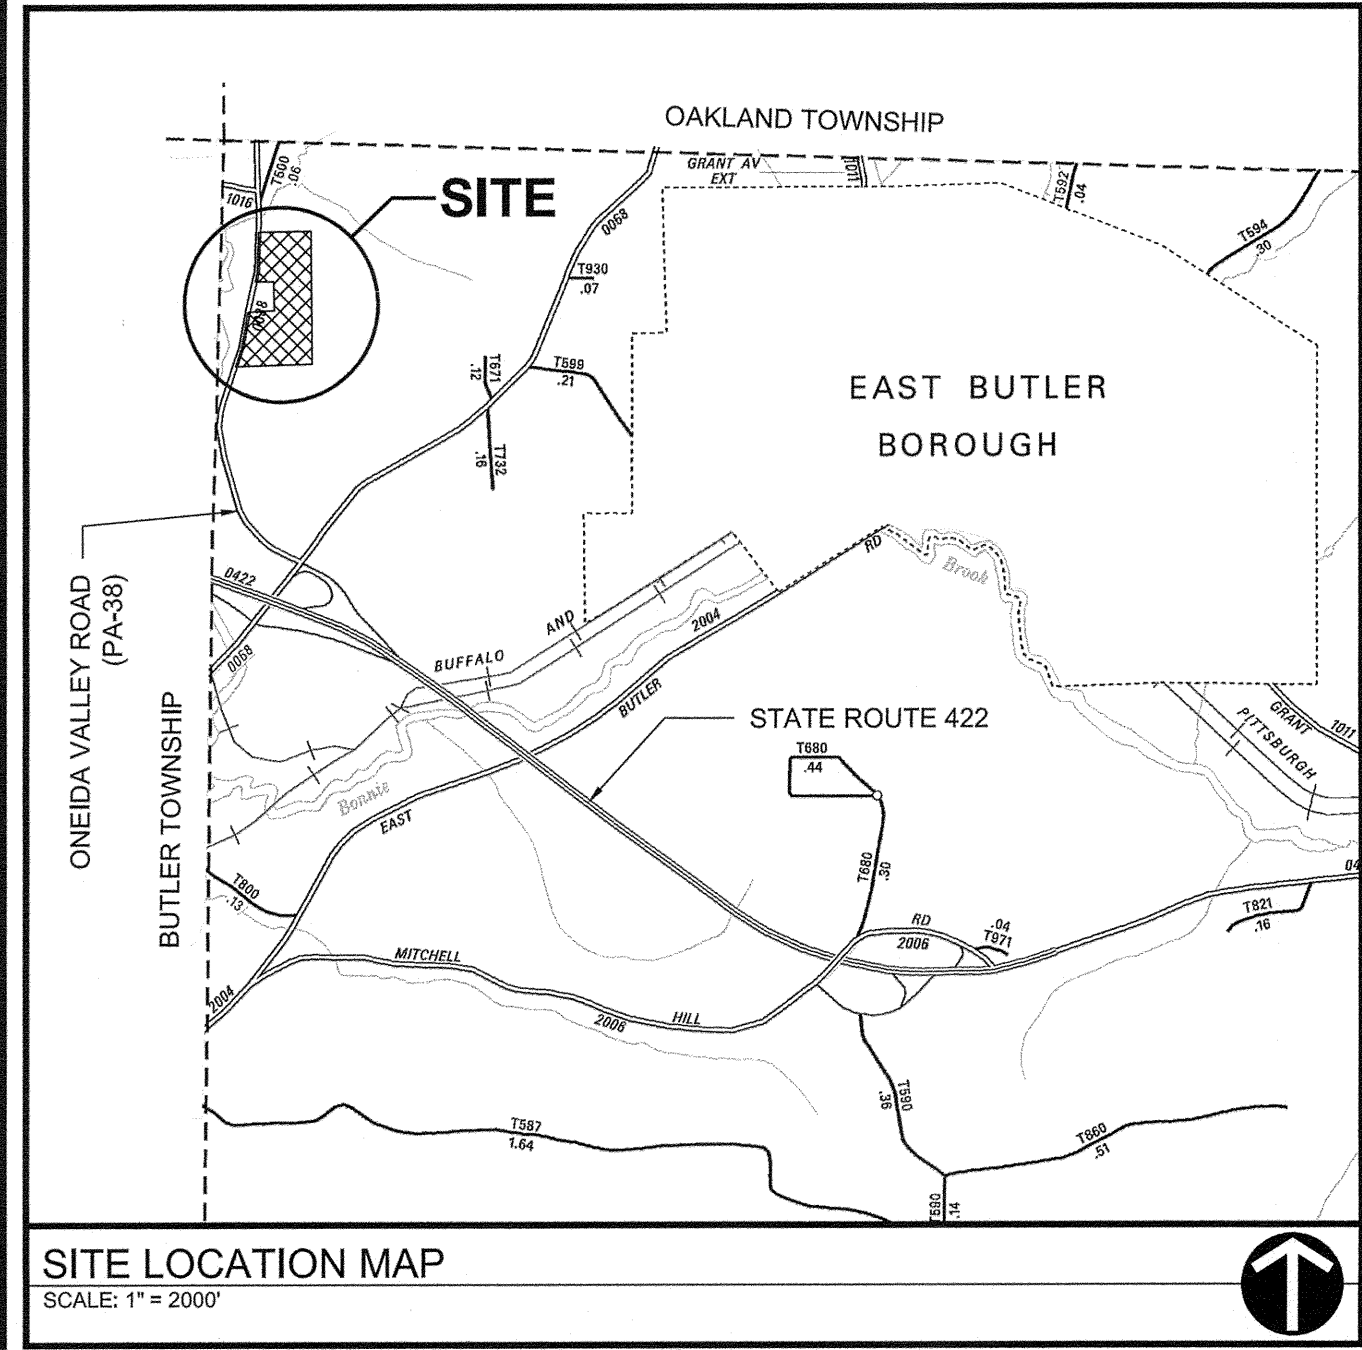 OAKLAND TOWNSHIP
GRANT AV
EXT
1011
T600
.06
1016
SITE
0038
0068
T930
.07
T592
.04
T594
.30
T671
.12
T599
.21
T732
.16
EAST BUTLER
BOROUGH
ONEIDA VALLEY ROAD
(PA-38)
0422
0068
BUTLER TOWNSHIP
BUFFALO
AND
RD
2004
BUTLER
EAST
Brook
Bonnie
STATE ROUTE 422
GRANT
1011
PITTSBURGH
T680
.44
T680
.30
T800
.13
RD
2006
.04
T971
04
T821
.16
MITCHELL
HILL
2006
2004
T590
.36
T587
1.64
T860
.51
.14
SITE LOCATION MAP
SCALE: 1" = 2000'